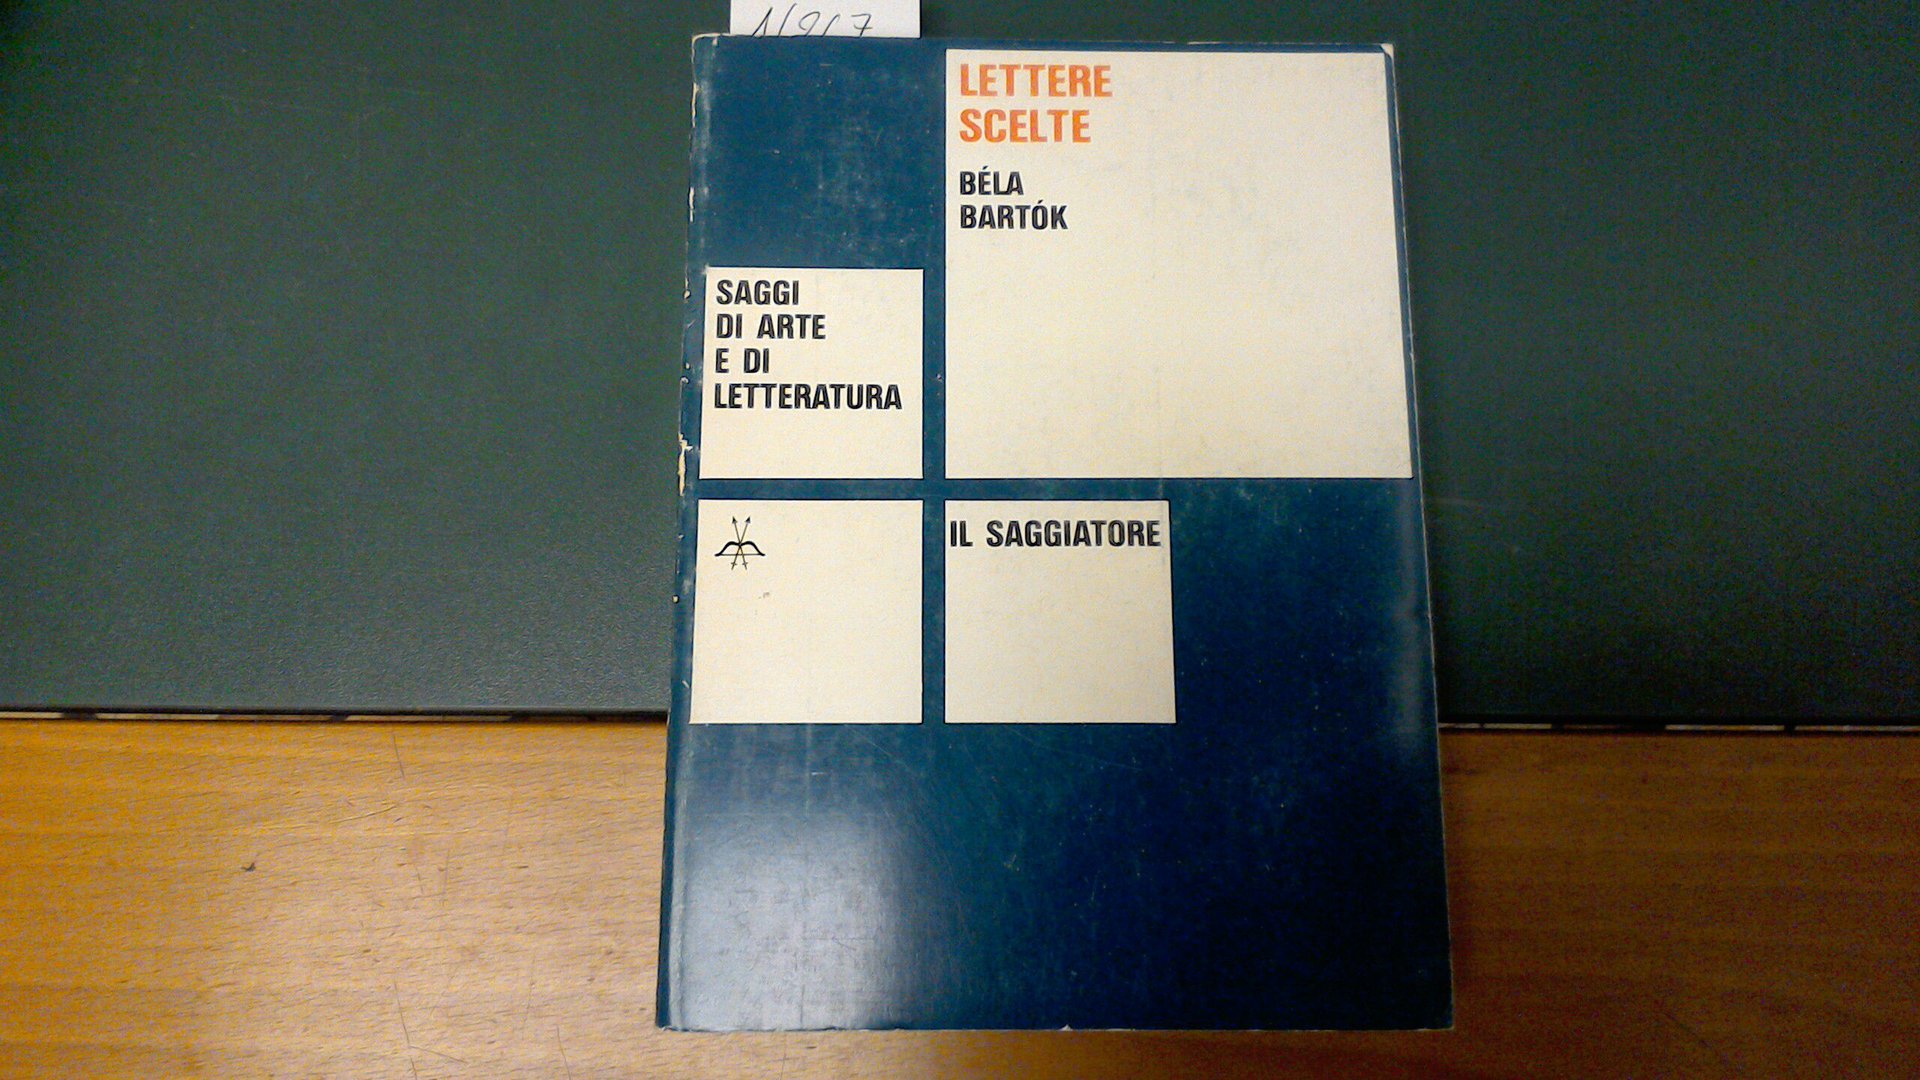 LETTERE
SCELTE
BÉLA
BARTÓK
SAGGI
DI ARTE
E DI
LETTERATURA
IL SAGGIATORE